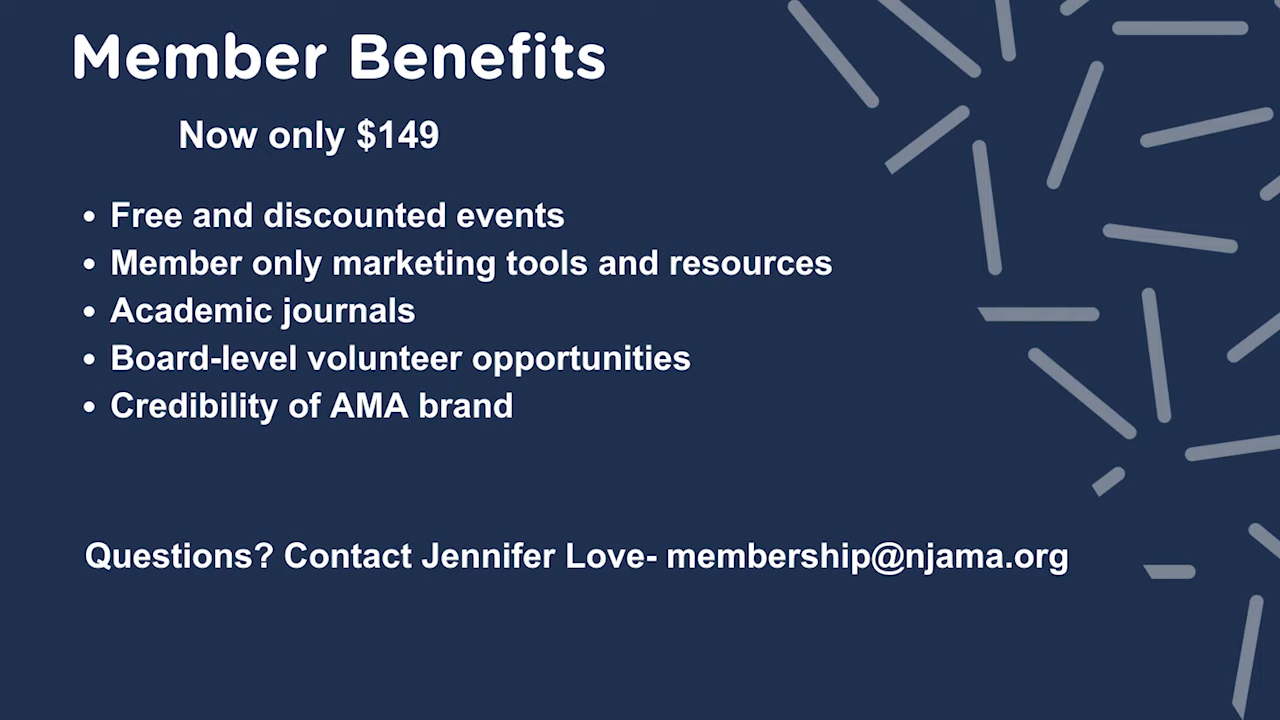 Member Benefits
Now only $149
• Free and discounted events
• Member only marketing tools and resources
• Academic journals
• Board-level volunteer opportunities
• Credibility of AMA brand
Questions? Contact Jennifer Love- membership@njama.org